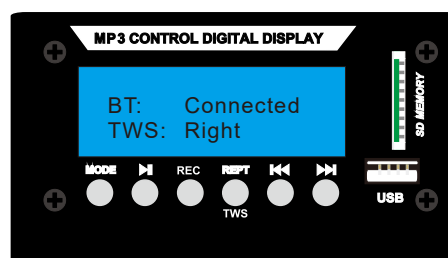 MP3 CONTROL DIGITAL DISPLAY
BT: Connected
TWS: Right
MODE REC REPT
TWS
SD MEMORY
USB